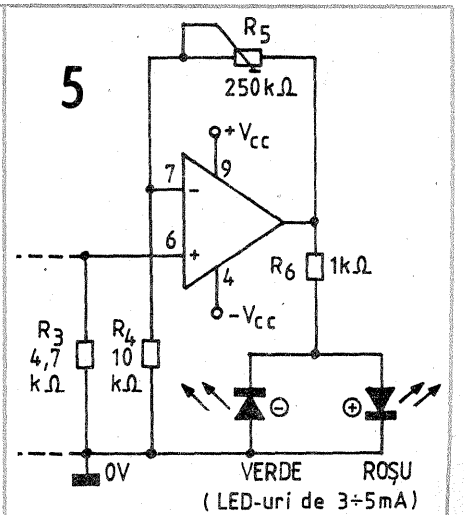 5
R5
250kΩ
+Vcc
7
-
9
6
+
4
-Vcc
R6
1kΩ
R3
4,7
kΩ
R4
10
kΩ
⊖
⊕
0V
VERDE
ROŞU
(LED-uri de 3÷5mA)